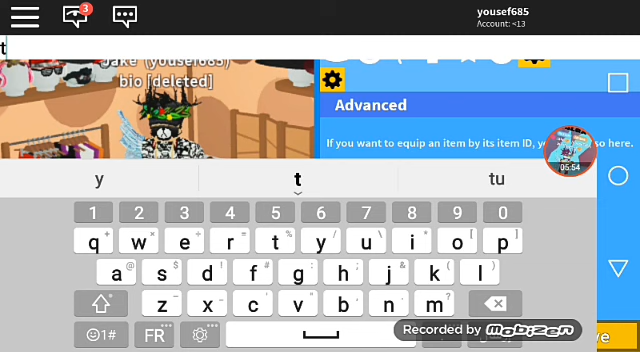 3
yousef685
Account: <13
t
Jake (yousef685)
bio [deleted]
Advanced
If you want to equip an item by its item ID, yo so here.
05:54
y t tu
1 2 3 4 5 6 7 8 9 0
q w e r t y u i o p
a s d f g h j k l
z x c v b n m
1# FR
Recorded by mobizen